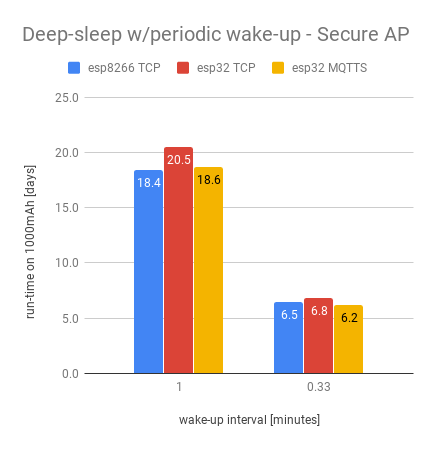 Deep-sleep w/periodic wake-up - Secure AP
esp8266 TCP esp32 TCP esp32 MQTTS
run-time on 1000mAh [days]
25.0
20.0
15.0
10.0
5.0
0.0
18.4 20.5 18.6
6.5 6.8 6.2
1 0.33
wake-up interval [minutes]